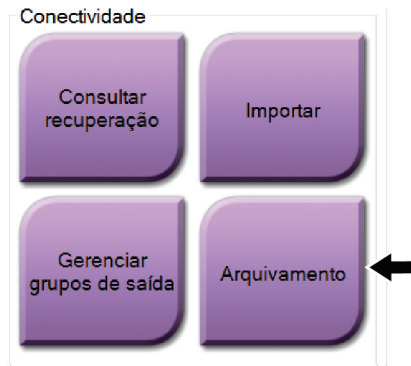 Conectividade
Consultar
recuperação
Importar
Gerenciar
grupos de saída
Arquivamento